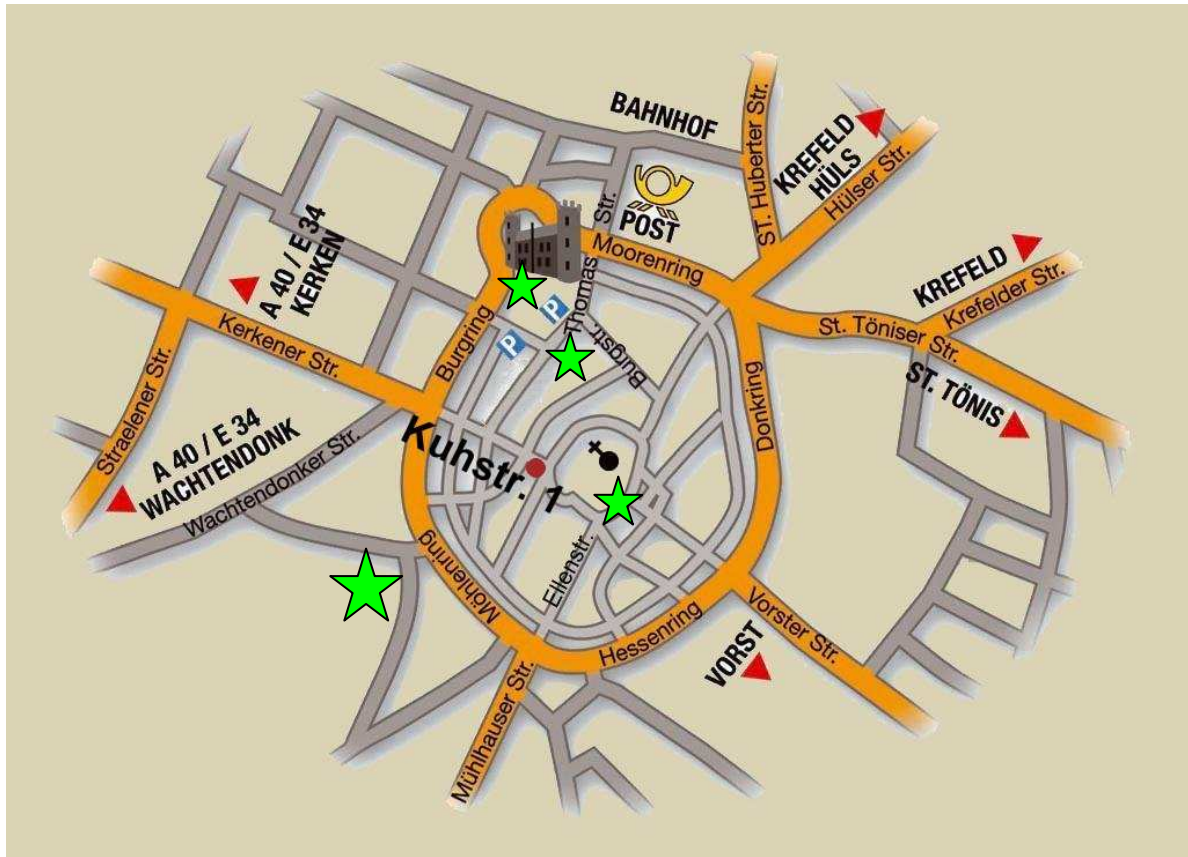 BAHNHOF
ST. Huberter Str.
KREFELD
HÜLS
Hülser Str.
POST
Thomas Str.
Moorenring
A 40 / E 34
KERKEN
KREFELD
Krefelder Str.
P
P
Burgring
Kerkener Str.
Burgstr.
St. Töniser Str.
ST. TÖNIS
Straelener Str.
A 40 / E 34
WACHTENDONK
Wachtendonker Str.
Kuhstr. 1
Donkring
Möhlenring
Ellenstr.
Hessenring
Vorster Str.
VORST
Mühlhauser Str.